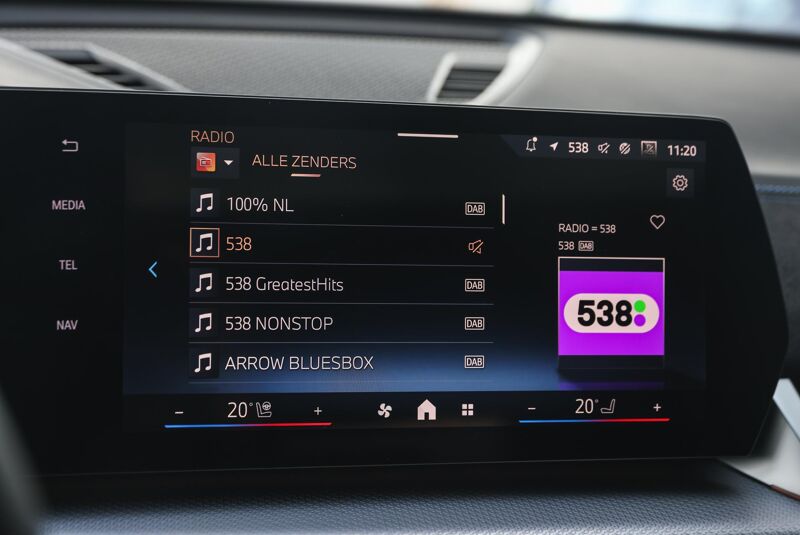 RADIO
538
11:20
ALLE ZENDERS
MEDIA
TEL
NAV
100% NL DAB
538
538 GreatestHits DAB
538 NONSTOP DAB
ARROW BLUESBOX DAB
RADIO = 538
538 DAB
538
− 20° +
− 20° +